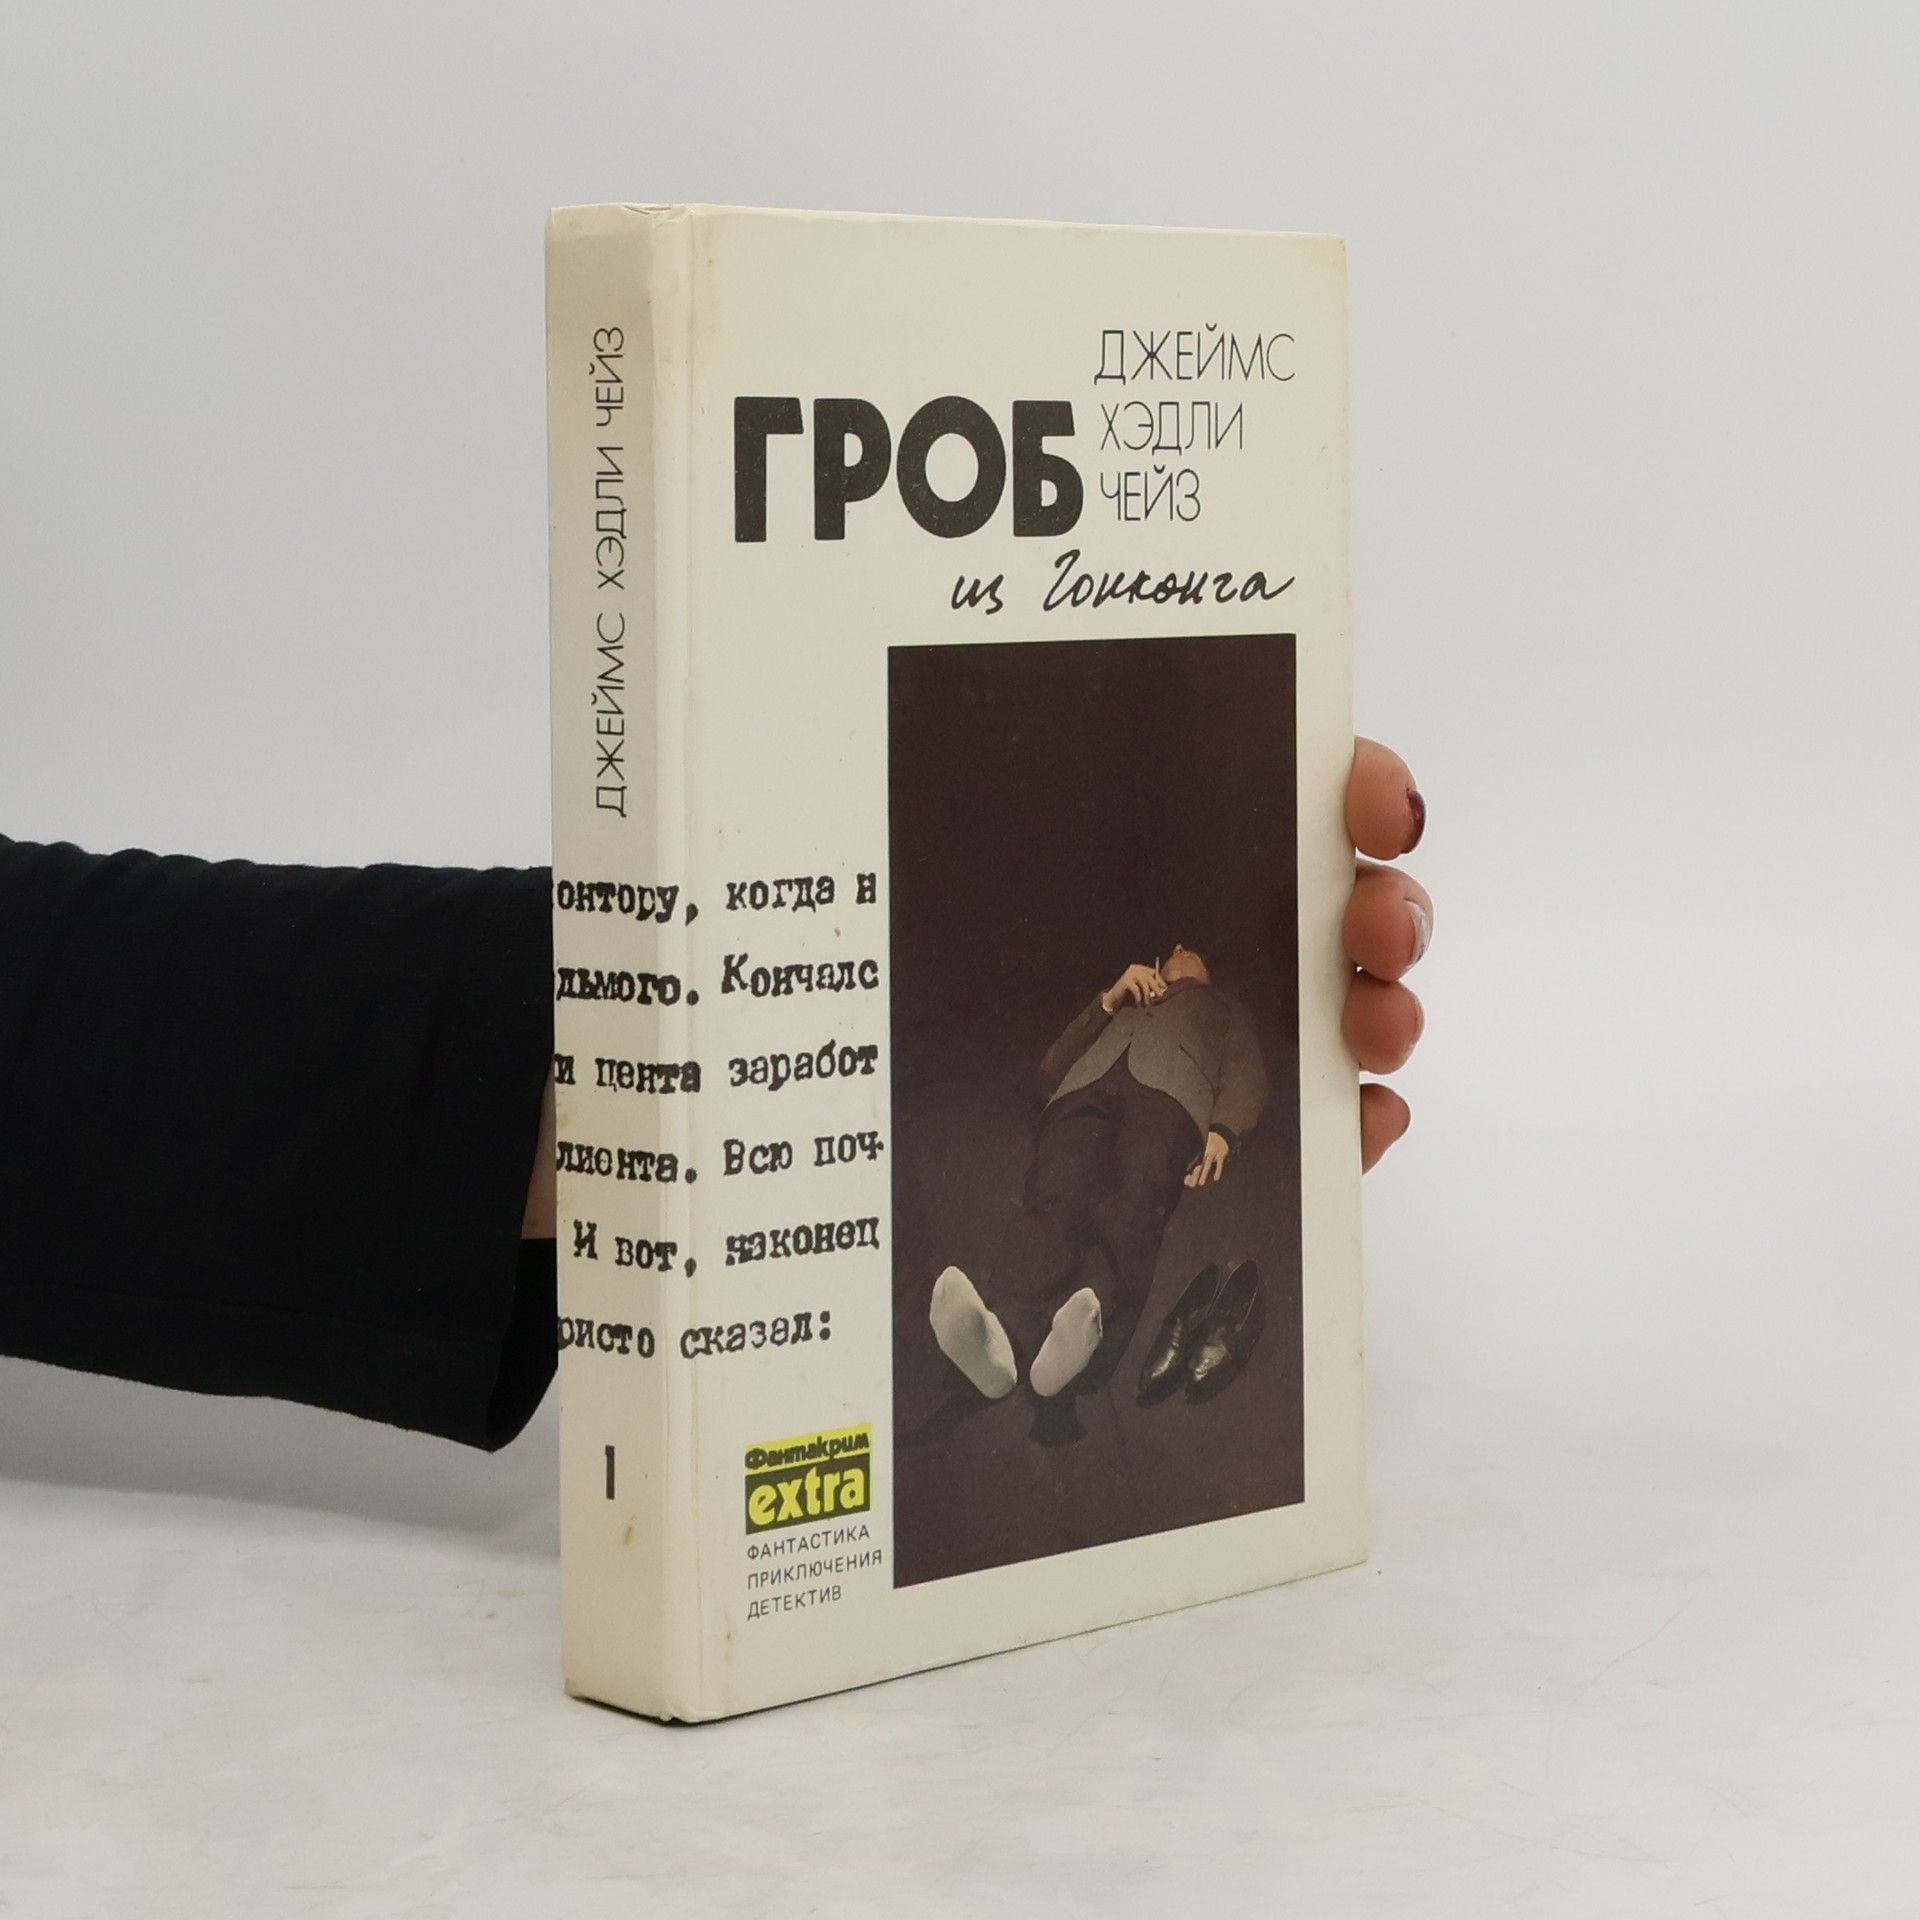 ДЖЕЙМС ХЭДЛИ ЧЕЙЗ
1
ДЖЕЙМС
ХЭДЛИ
ЧЕЙЗ
ГРОБ
из Гонконга
онтору, когда н
дьмого. Кончалс
и цента заработ
лиента. Всю поч-
И вот, наконец
ристо сказал:
Фантакрим
extra
ФАНТАСТИКА
ПРИКЛЮЧЕНИЯ
ДЕТЕКТИВ